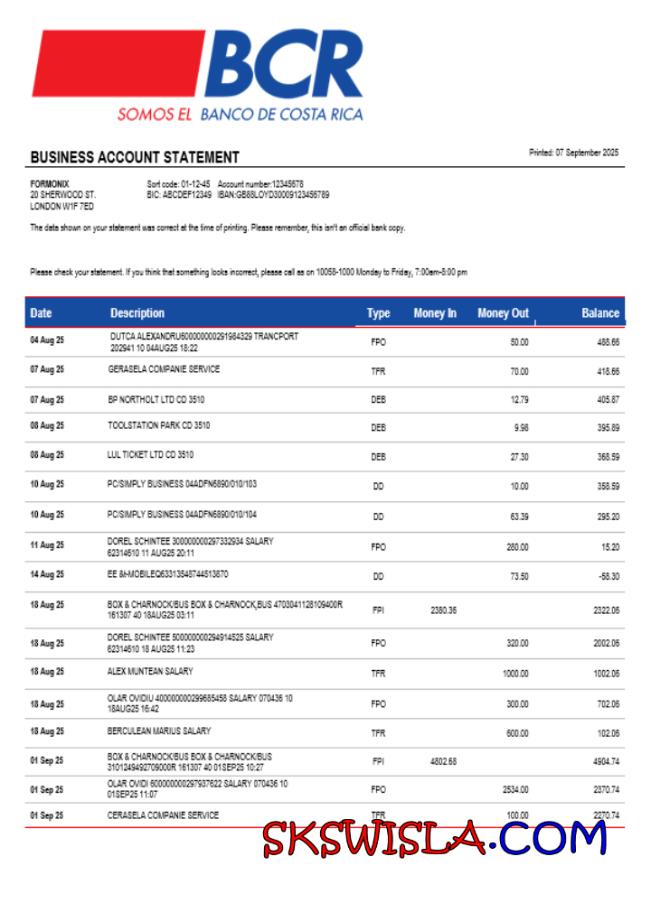 BCR
SOMOS EL BANCO DE COSTA RICA
BUSINESS ACCOUNT STATEMENT
Printed: 07 September 2025
FORMONIX Sort code: 01-12-45 Account number:12345678
20 SHERWOOD ST. BIC: ABCDEF12349 IBAN:GB88LOYD30009123456789
LONDON W1F 7ED
The data shown on your statement was correct at the time of printing. Please remember, this isn't an official bank copy.
Please check your statement. If you think that something looks incorrect, please call as on 10058-1000 Monday to Friday, 7:00am-8:00 pm
Date Description Type Money In Money Out Balance
04 Aug 25 DUTCA ALEXANDRU600000000291984329 TRANCPORT FPO 50.00 488.66
202941 10 04AUG25 18:22
07 Aug 25 GERASELA COMPANIE SERVICE TFR 70.00 418.66
07 Aug 25 BP NORTHOLT LTD CD 3510 DEB 12.79 405.87
08 Aug 25 TOOLSTATION PARK CD 3510 DEB 9.98 395.89
08 Aug 25 LUL TICKET LTD CD 3510 DEB 27.30 368.59
10 Aug 25 PC/SIMPLY BUSINESS 04ADFN6890/010/103 DD 10.00 358.59
10 Aug 25 PC/SIMPLY BUSINESS 04ADFN6890/010/104 DD 63.39 295.20
11 Aug 25 DOREL SCHINTEE 300000000297332934 SALARY FPO 280.00 15.20
62314610 11 AUG25 20:11
14 Aug 25 EE &I-MOBILEQ63313548744513870 DD 73.50 -58.30
18 Aug 25 BOX & CHARNOCK/BUS BOX & CHARNOCK,BUS 4703041128109400R FPI 2380.36 2322.06
161307 40 18AUG25 03:11
18 Aug 25 DOREL SCHINTEE 500000000294914525 SALARY FPO 320.00 2002.06
62314610 18 AUG25 11:23
18 Aug 25 ALEX MUNTEAN SALARY TFR 1000.00 1002.06
18 Aug 25 OLAR OVIDIU 400000000299685458 SALARY 070436 10 FPO 300.00 702.06
18AUG25 16:42
18 Aug 25 BERCULEAN MARIUS SALARY TFR 600.00 102.06
01 Sep 25 BOX & CHARNOCK/BUS BOX & CHARNOCK/BUS FPI 4802.68 4904.74
3101249492709000R 161307 40 01SEP25 10:27
01 Sep 25 OLAR OVIDI 600000000297937622 SALARY 070436 10 FPO 2534.00 2370.74
01SEP25 11:07
01 Sep 25 CERASELA COMPANIE SERVICE TFR 100.00 2270.74
SKSWISLA.COM